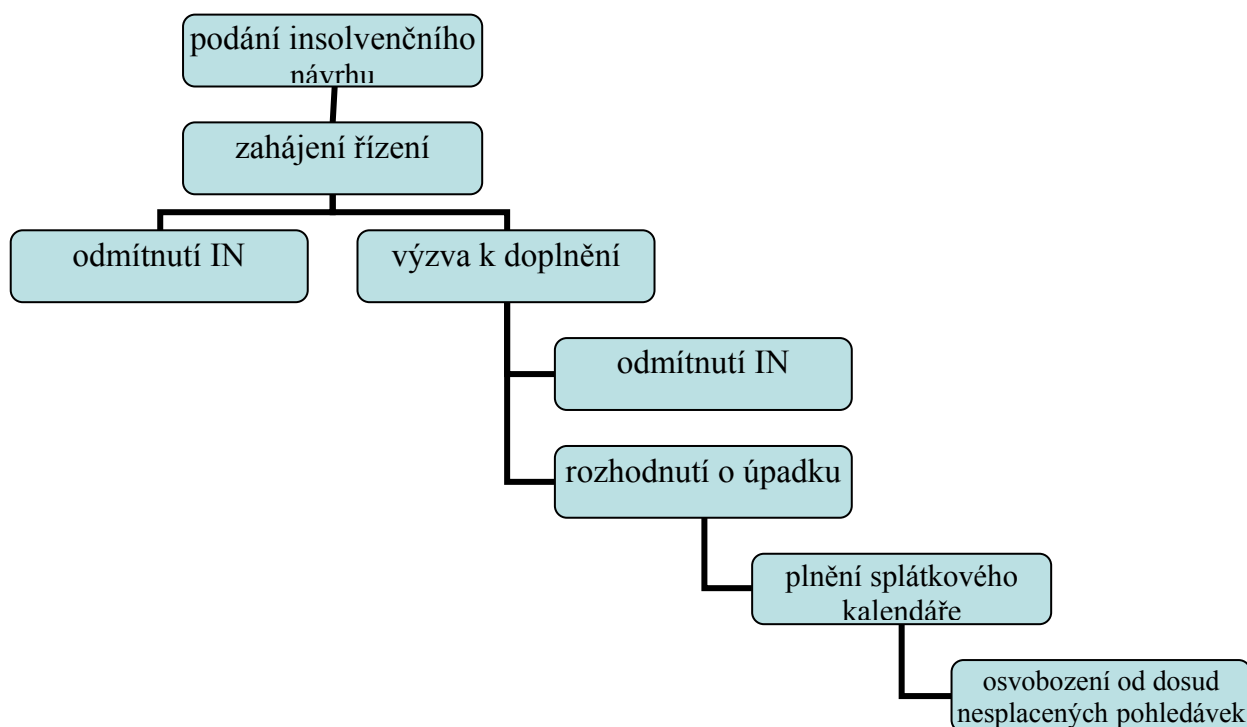 podání insolvenčního
návrhu
zahájení řízení
odmítnutí IN
výzva k doplnění
odmítnutí IN
rozhodnutí o úpadku
plnění splátkového
kalendáře
osvobození od dosud
nesplacených pohledávek